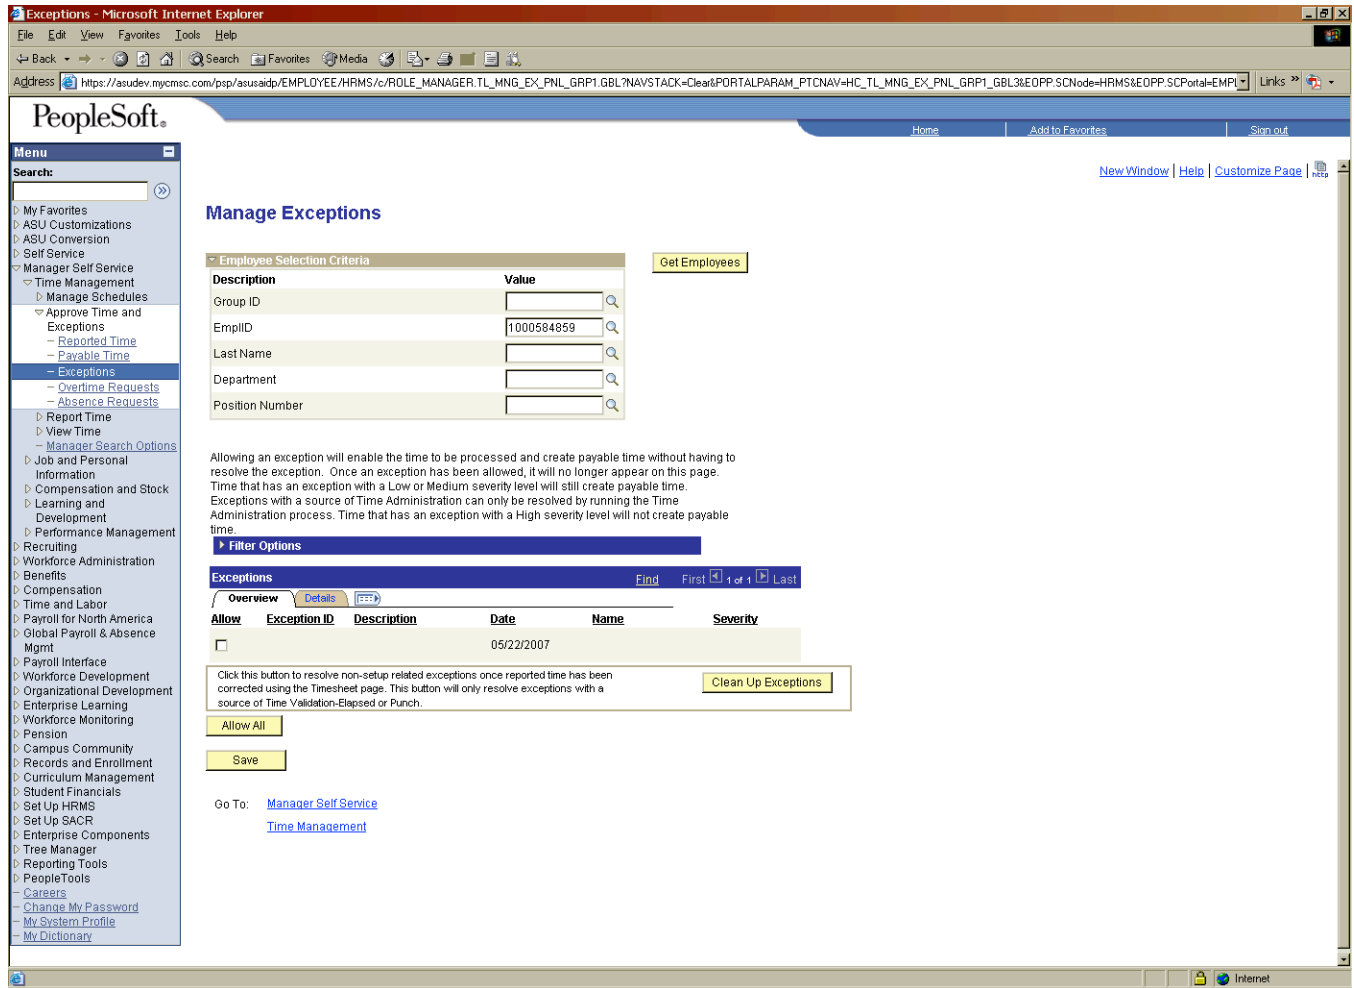 Exceptions - Microsoft Internet Explorer
File Edit View Favorites Tools Help
Back Search Favorites Media
Address https://asudev.mycmsc.com/psp/asusaidp/EMPLOYEE/HRMS/c/ROLE_MANAGER.TL_MNG_EX_PNL_GRP1.GBL?NAVSTACK=Clear&PORTALPARAM_PTCNAV=HC_TL_MNG_EX_PNL_GRP1_GBL3&EOPP.SCNode=HRMS&EOPP.SCPortal=EMPL Links »
PeopleSoft.
Home Add to Favorites Sign out
Menu
Search:
My Favorites
ASU Customizations
ASU Conversion
Self Service
Manager Self Service
Time Management
Manage Schedules
Approve Time and
Exceptions
– Reported Time
– Payable Time
– Exceptions
– Overtime Requests
– Absence Requests
Report Time
View Time
– Manager Search Options
Job and Personal
Information
Compensation and Stock
Learning and
Development
Performance Management
Recruiting
Workforce Administration
Benefits
Compensation
Time and Labor
Payroll for North America
Global Payroll & Absence
Mgmt
Payroll Interface
Workforce Development
Organizational Development
Enterprise Learning
Workforce Monitoring
Pension
Campus Community
Records and Enrollment
Curriculum Management
Student Financials
Set Up HRMS
Set Up SACR
Enterprise Components
Tree Manager
Reporting Tools
PeopleTools
– Careers
– Change My Password
– My System Profile
– My Dictionary
New Window | Help | Customize Page | http
Manage Exceptions
Employee Selection Criteria
Get Employees
Description Value
Group ID
EmplID 1000584859
Last Name
Department
Position Number
Allowing an exception will enable the time to be processed and create payable time without having to
resolve the exception. Once an exception has been allowed, it will no longer appear on this page.
Time that has an exception with a Low or Medium severity level will still create payable time.
Exceptions with a source of Time Administration can only be resolved by running the Time
Administration process. Time that has an exception with a High severity level will not create payable
time.
Filter Options
Exceptions Find First 1 of 1 Last
Overview Details
Allow Exception ID Description Date Name Severity
05/22/2007
Click this button to resolve non-setup related exceptions once reported time has been
corrected using the Timesheet page. This button will only resolve exceptions with a
source of Time Validation-Elapsed or Punch.
Clean Up Exceptions
Allow All
Save
Go To: Manager Self Service
Time Management
Internet